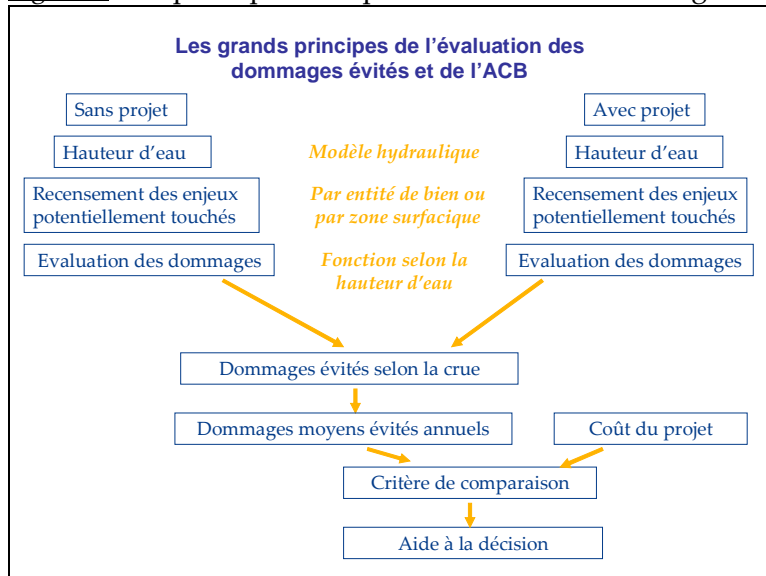 Les grands principes de l'évaluation des
dommages évités et de l'ACB
Sans projet
Avec projet
Hauteur d'eau
Modèle hydraulique
Hauteur d'eau
Recensement des enjeux
potentiellement touchés
Par entité de bien ou
par zone surfacique
Recensement des enjeux
potentiellement touchés
Evaluation des dommages
Fonction selon la
hauteur d'eau
Evaluation des dommages
Dommages évités selon la crue
Dommages moyens évités annuels
Coût du projet
Critère de comparaison
Aide à la décision